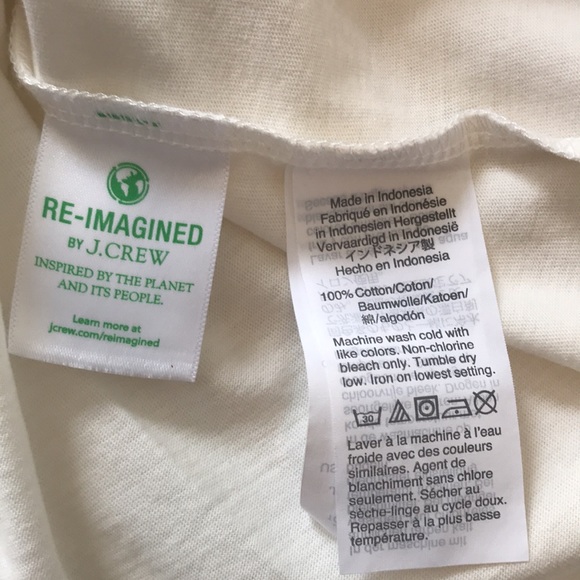 RE-IMAGINED
BY J.CREW
INSPIRED BY THE PLANET
AND ITS PEOPLE.
Learn more at
jcrew.com/reimagined
Made in Indonesia
Fabriqué en Indonésie
in Indonesien Hergestellt
Vervaardigd in Indonesië
インドネシア製
Hecho en Indonesia
100% Cotton/Coton/
Baumwolle/Katoen/
綿/algodón
Machine wash cold with
like colors. Non-chlorine
bleach only. Tumble dry
low. Iron on lowest setting.
30
Laver à la machine à l'eau
froide avec des couleurs
similaires. Agent de
blanchiment sans chlore
seulement. Sécher au
sèche-linge au cycle doux.
Repasser à la plus basse
température.